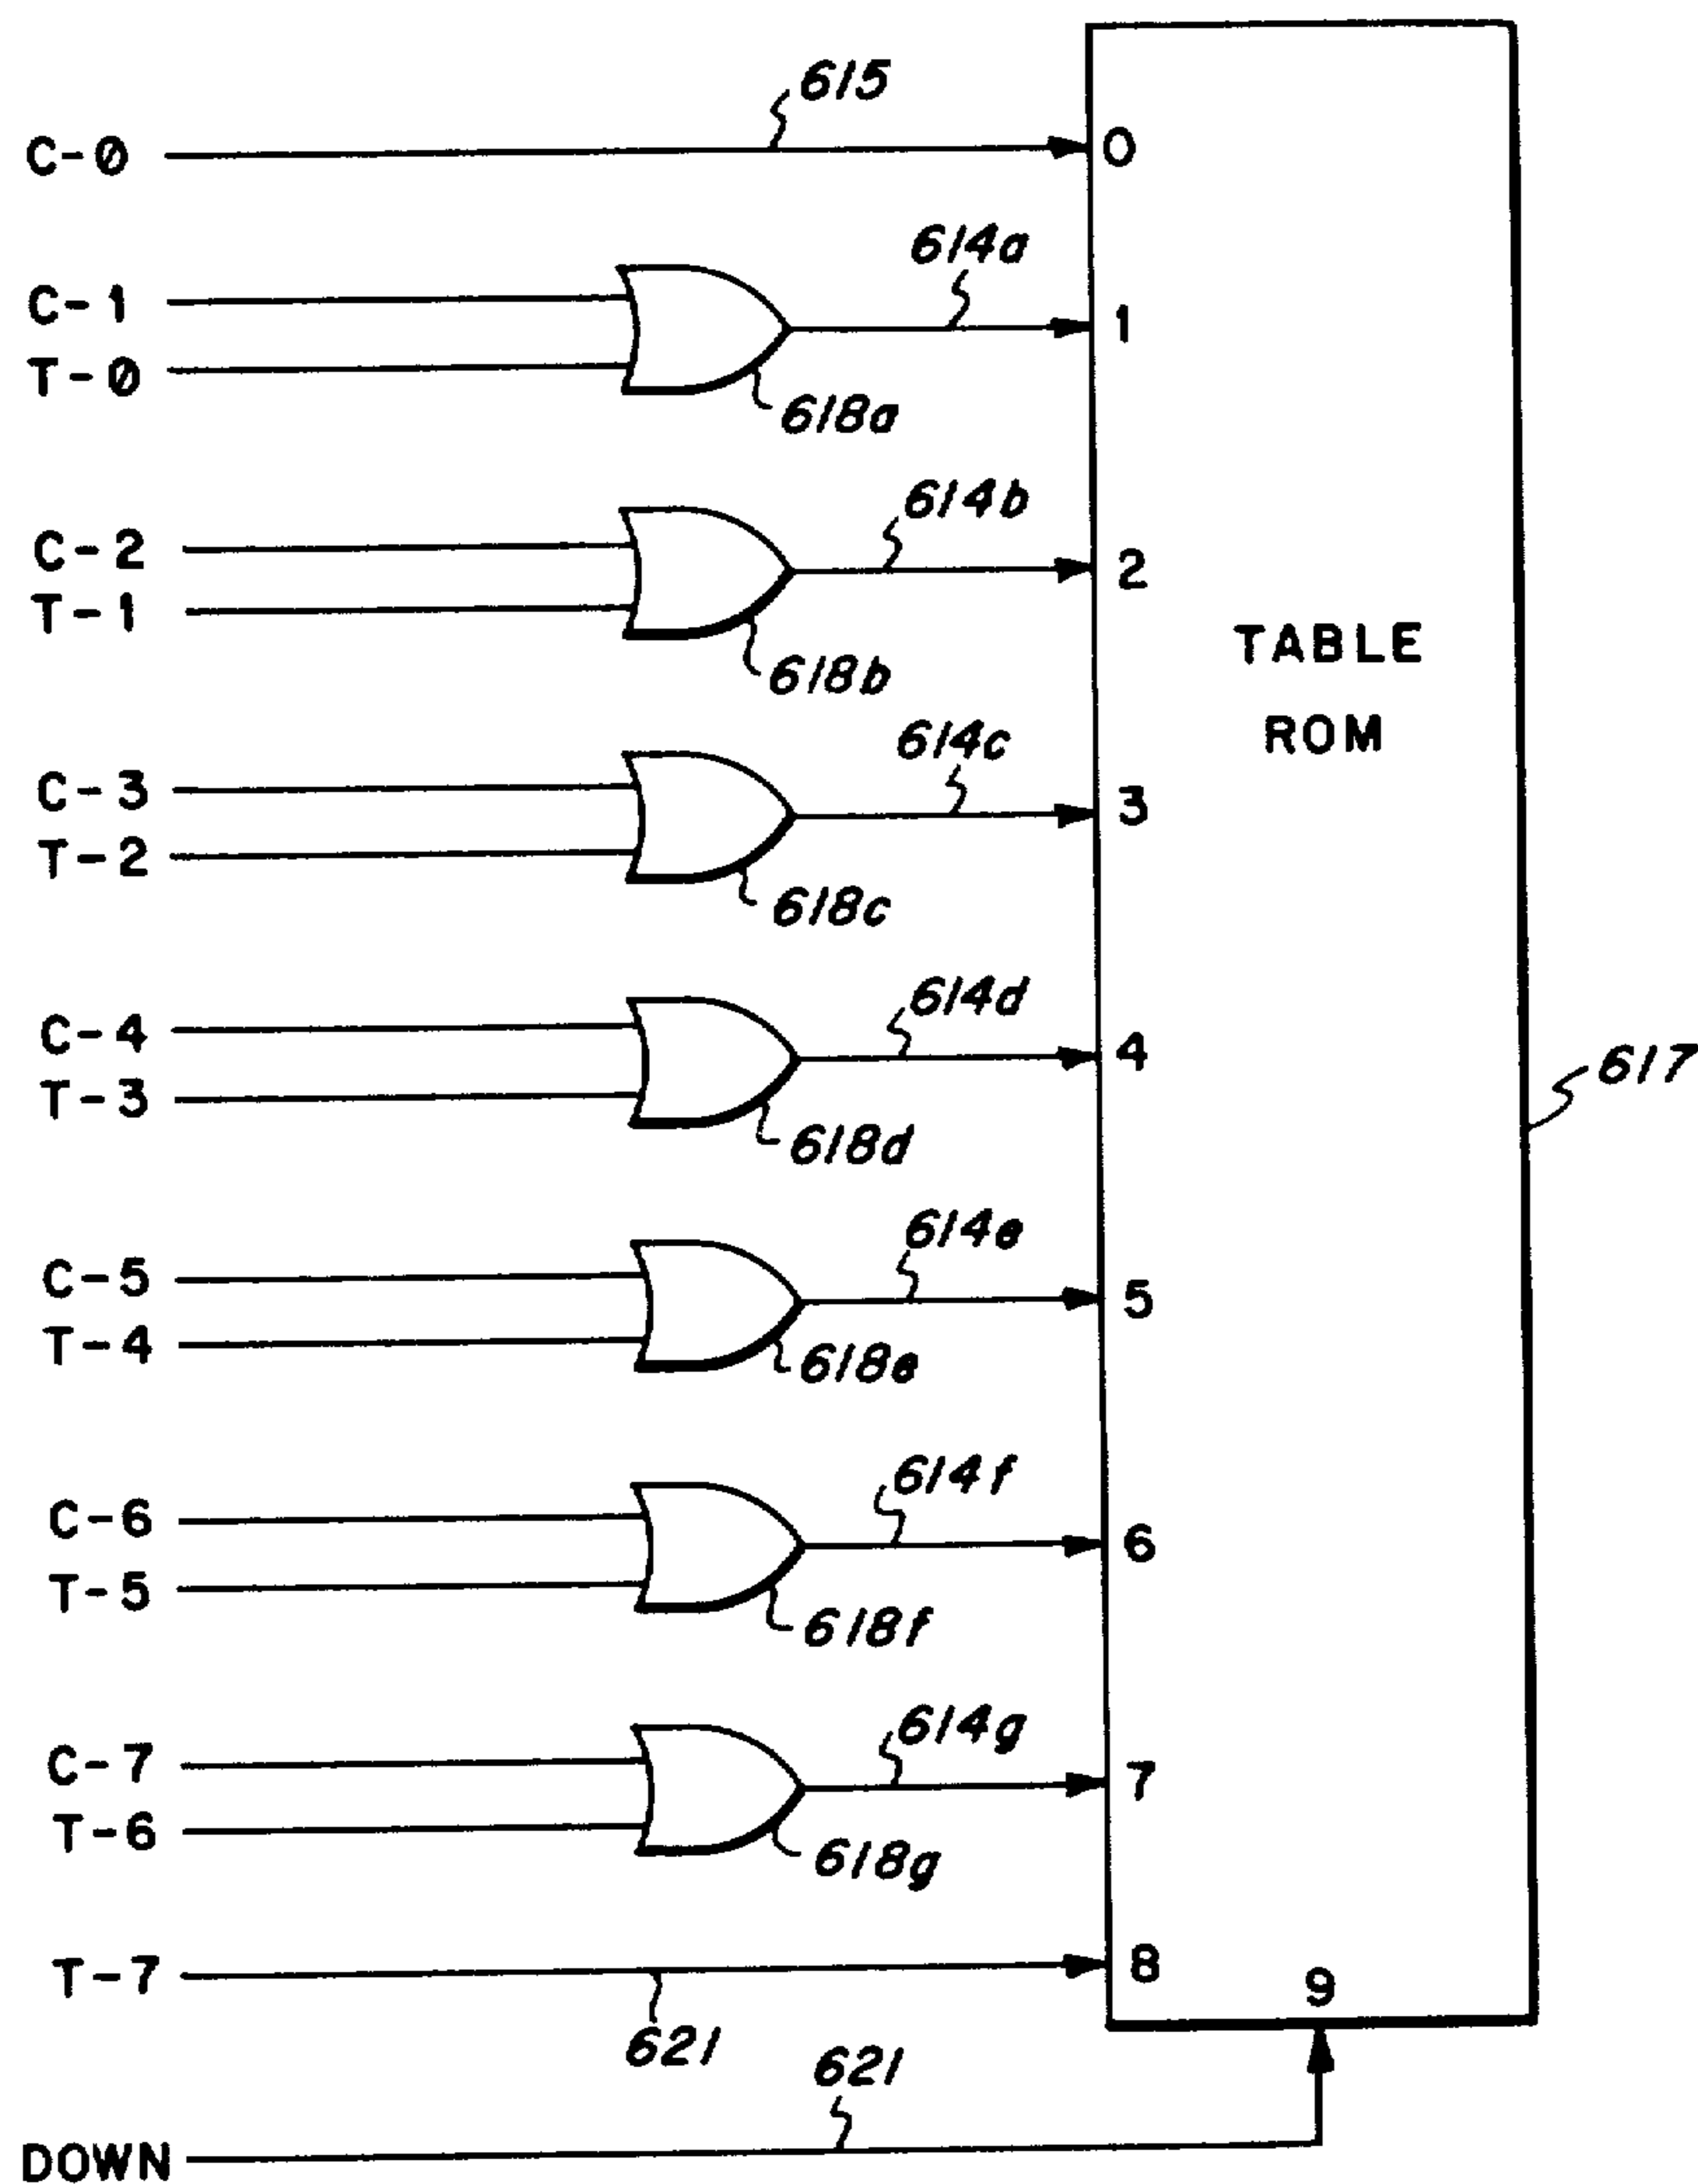 615
C-0
0
614a
C-1
1
T-0
618a
614b
C-2
2
T-1
TABLE
618b
ROM
614c
C-3
3
T-2
618c
614d
C-4
4
617
T-3
618d
614e
C-5
5
T-4
618e
614f
C-6
6
T-5
618f
614g
C-7
7
T-6
618g
T-7
8
9
621
621
DOWN